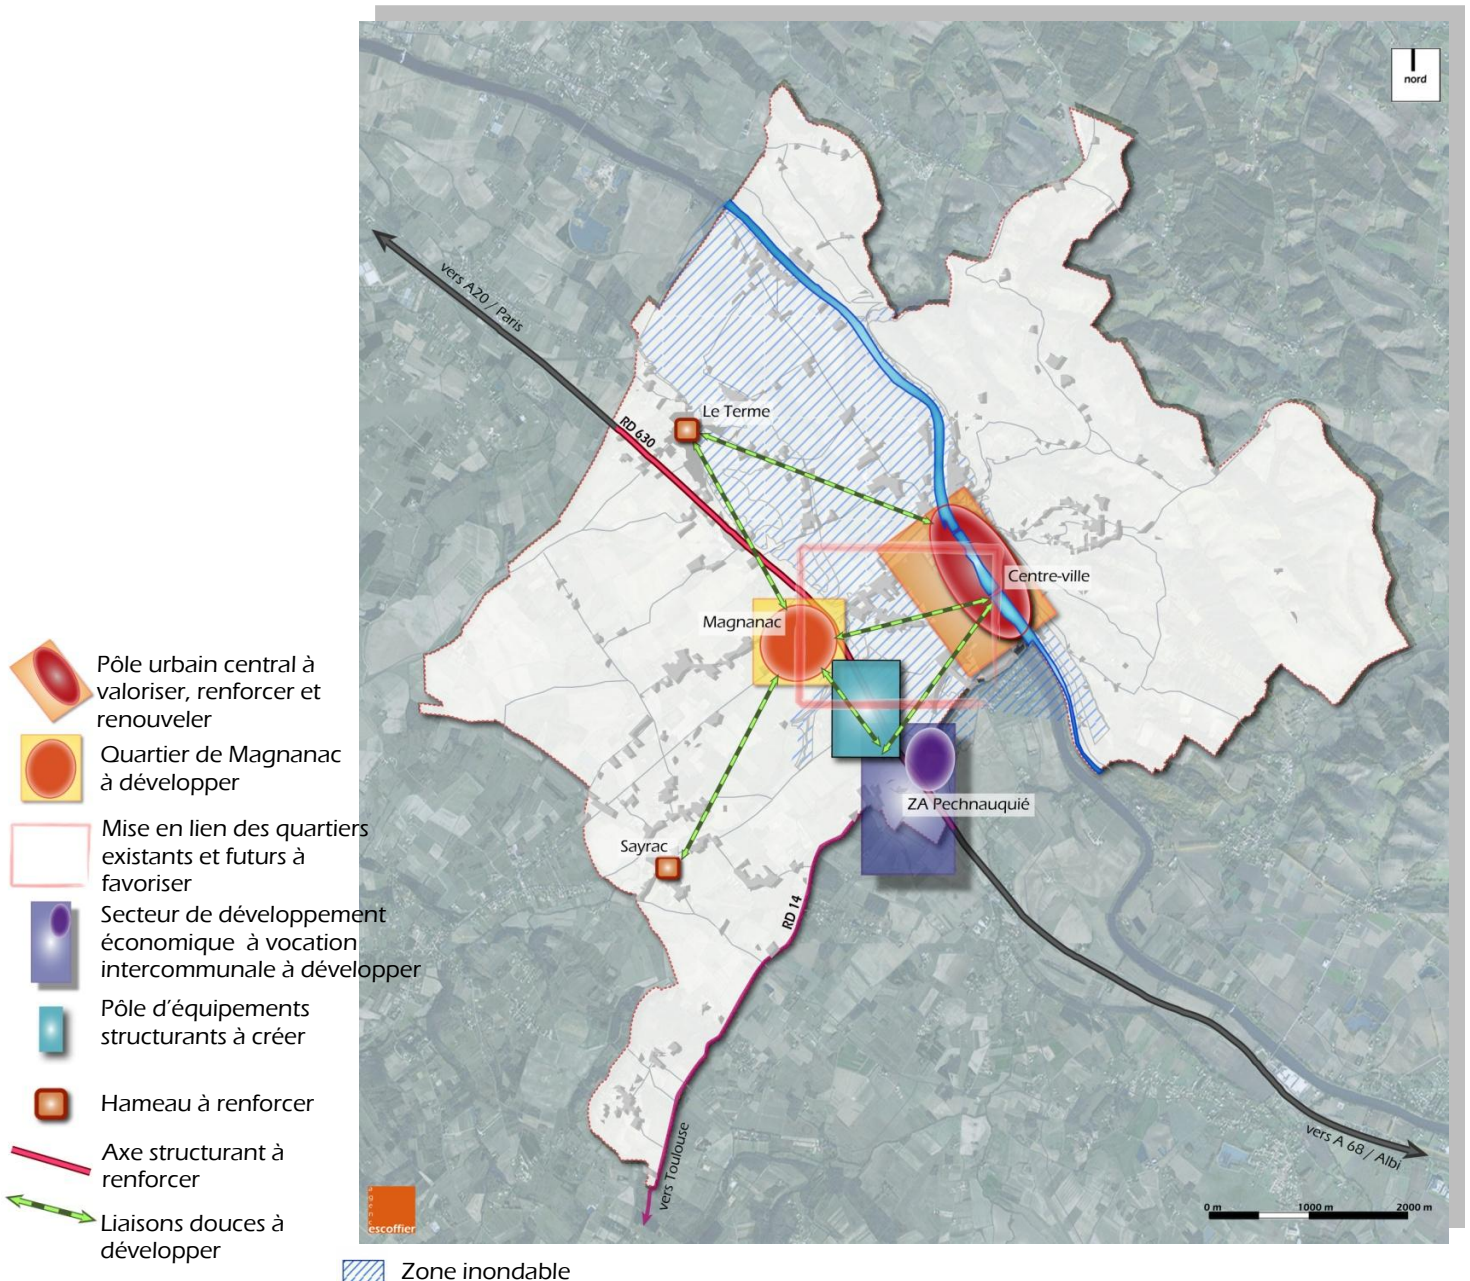 nord
vers A20 / Paris
RD 630
Le Terme
Centre-ville
Magnanac
ZA Pechnauquié
Sayrac
RD 14
vers Toulouse
vers A 68 / Albi
0 m 1000 m 2000 m
escoffier
Pôle urbain central à
valoriser, renforcer et
renouveler
Quartier de Magnanac
à développer
Mise en lien des quartiers
existants et futurs à
favoriser
Secteur de développement
économique à vocation
intercommunale à développer
Pôle d'équipements
structurants à créer
Hameau à renforcer
Axe structurant à
renforcer
Liaisons douces à
développer
Zone inondable